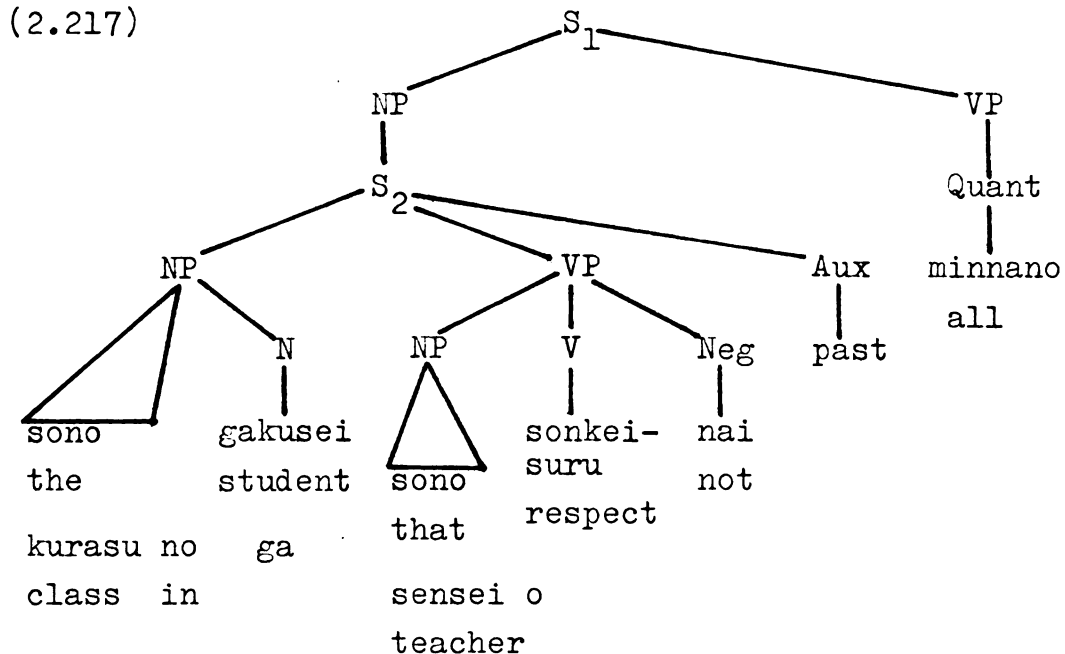 (2.217)
S1
NP VP
S2 Quant
NP VP Aux minnano
all
N NP V Neg past
sono gakusei sonkei- nai
the student sono suru not
that respect
kurasu no ga
class in sensei o
teacher